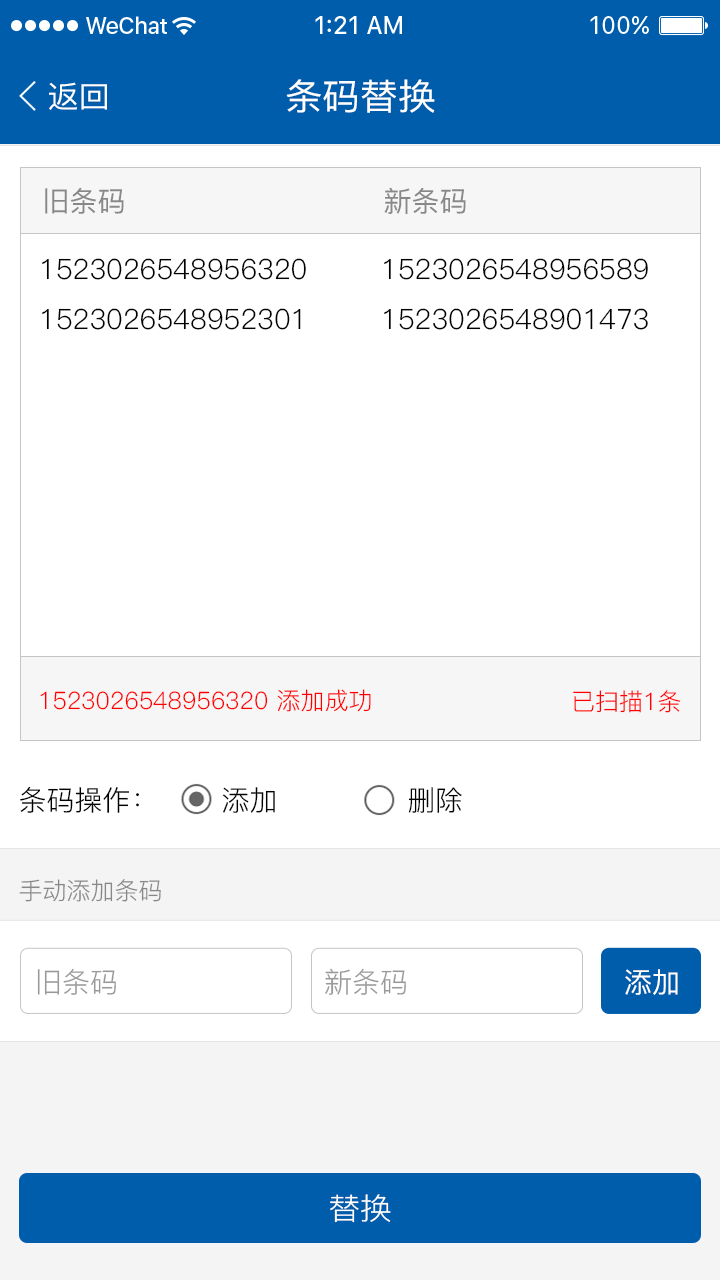 WeChat 1:21 AM 100%
返回 条码替换
旧条码 新条码
1523026548956320 1523026548956589
1523026548952301 1523026548901473
1523026548956320 添加成功 已扫描1条
条码操作： 添加 删除
手动添加条码
旧条码 新条码 添加
替换